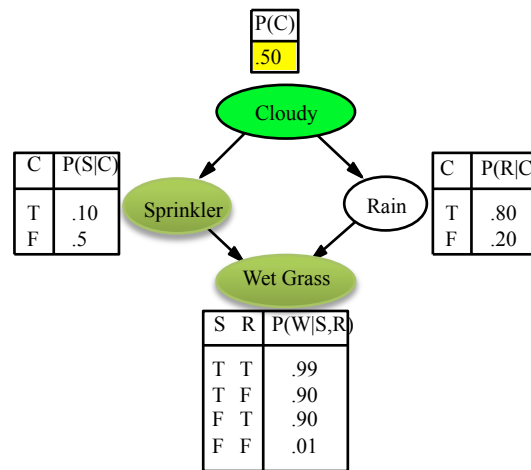 P(C)
.50
Cloudy
C P(S|C)
T .10
F .5
Sprinkler
Rain
C P(R|C
T .80
F .20
Wet Grass
S R P(W|S,R)
T T .99
T F .90
F T .90
F F .01